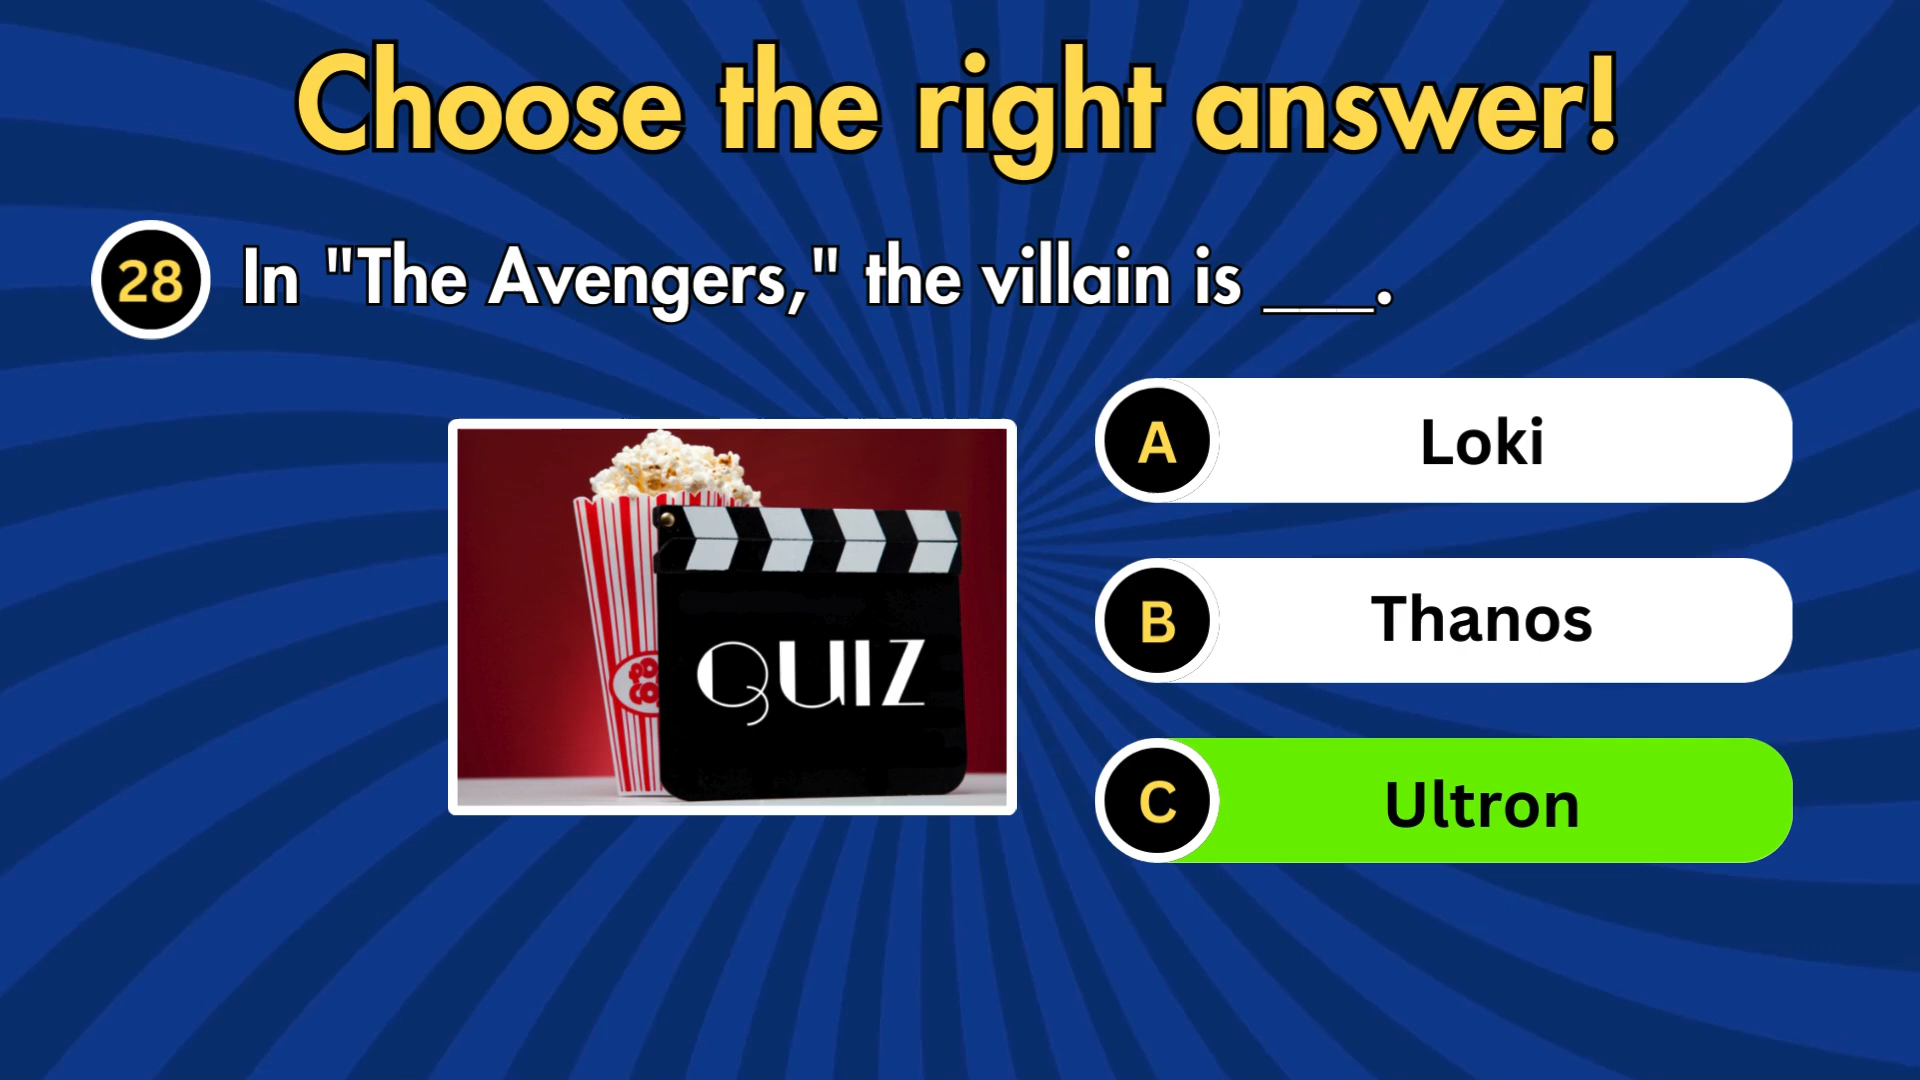 Choose the right answer!
28 In "The Avengers," the villain is ___.
A Loki
B Thanos
QUIZ
C Ultron